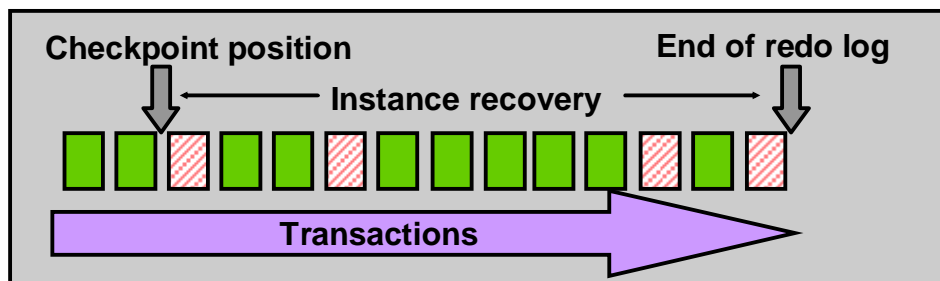 Checkpoint position
End of redo log
Instance recovery
Transactions